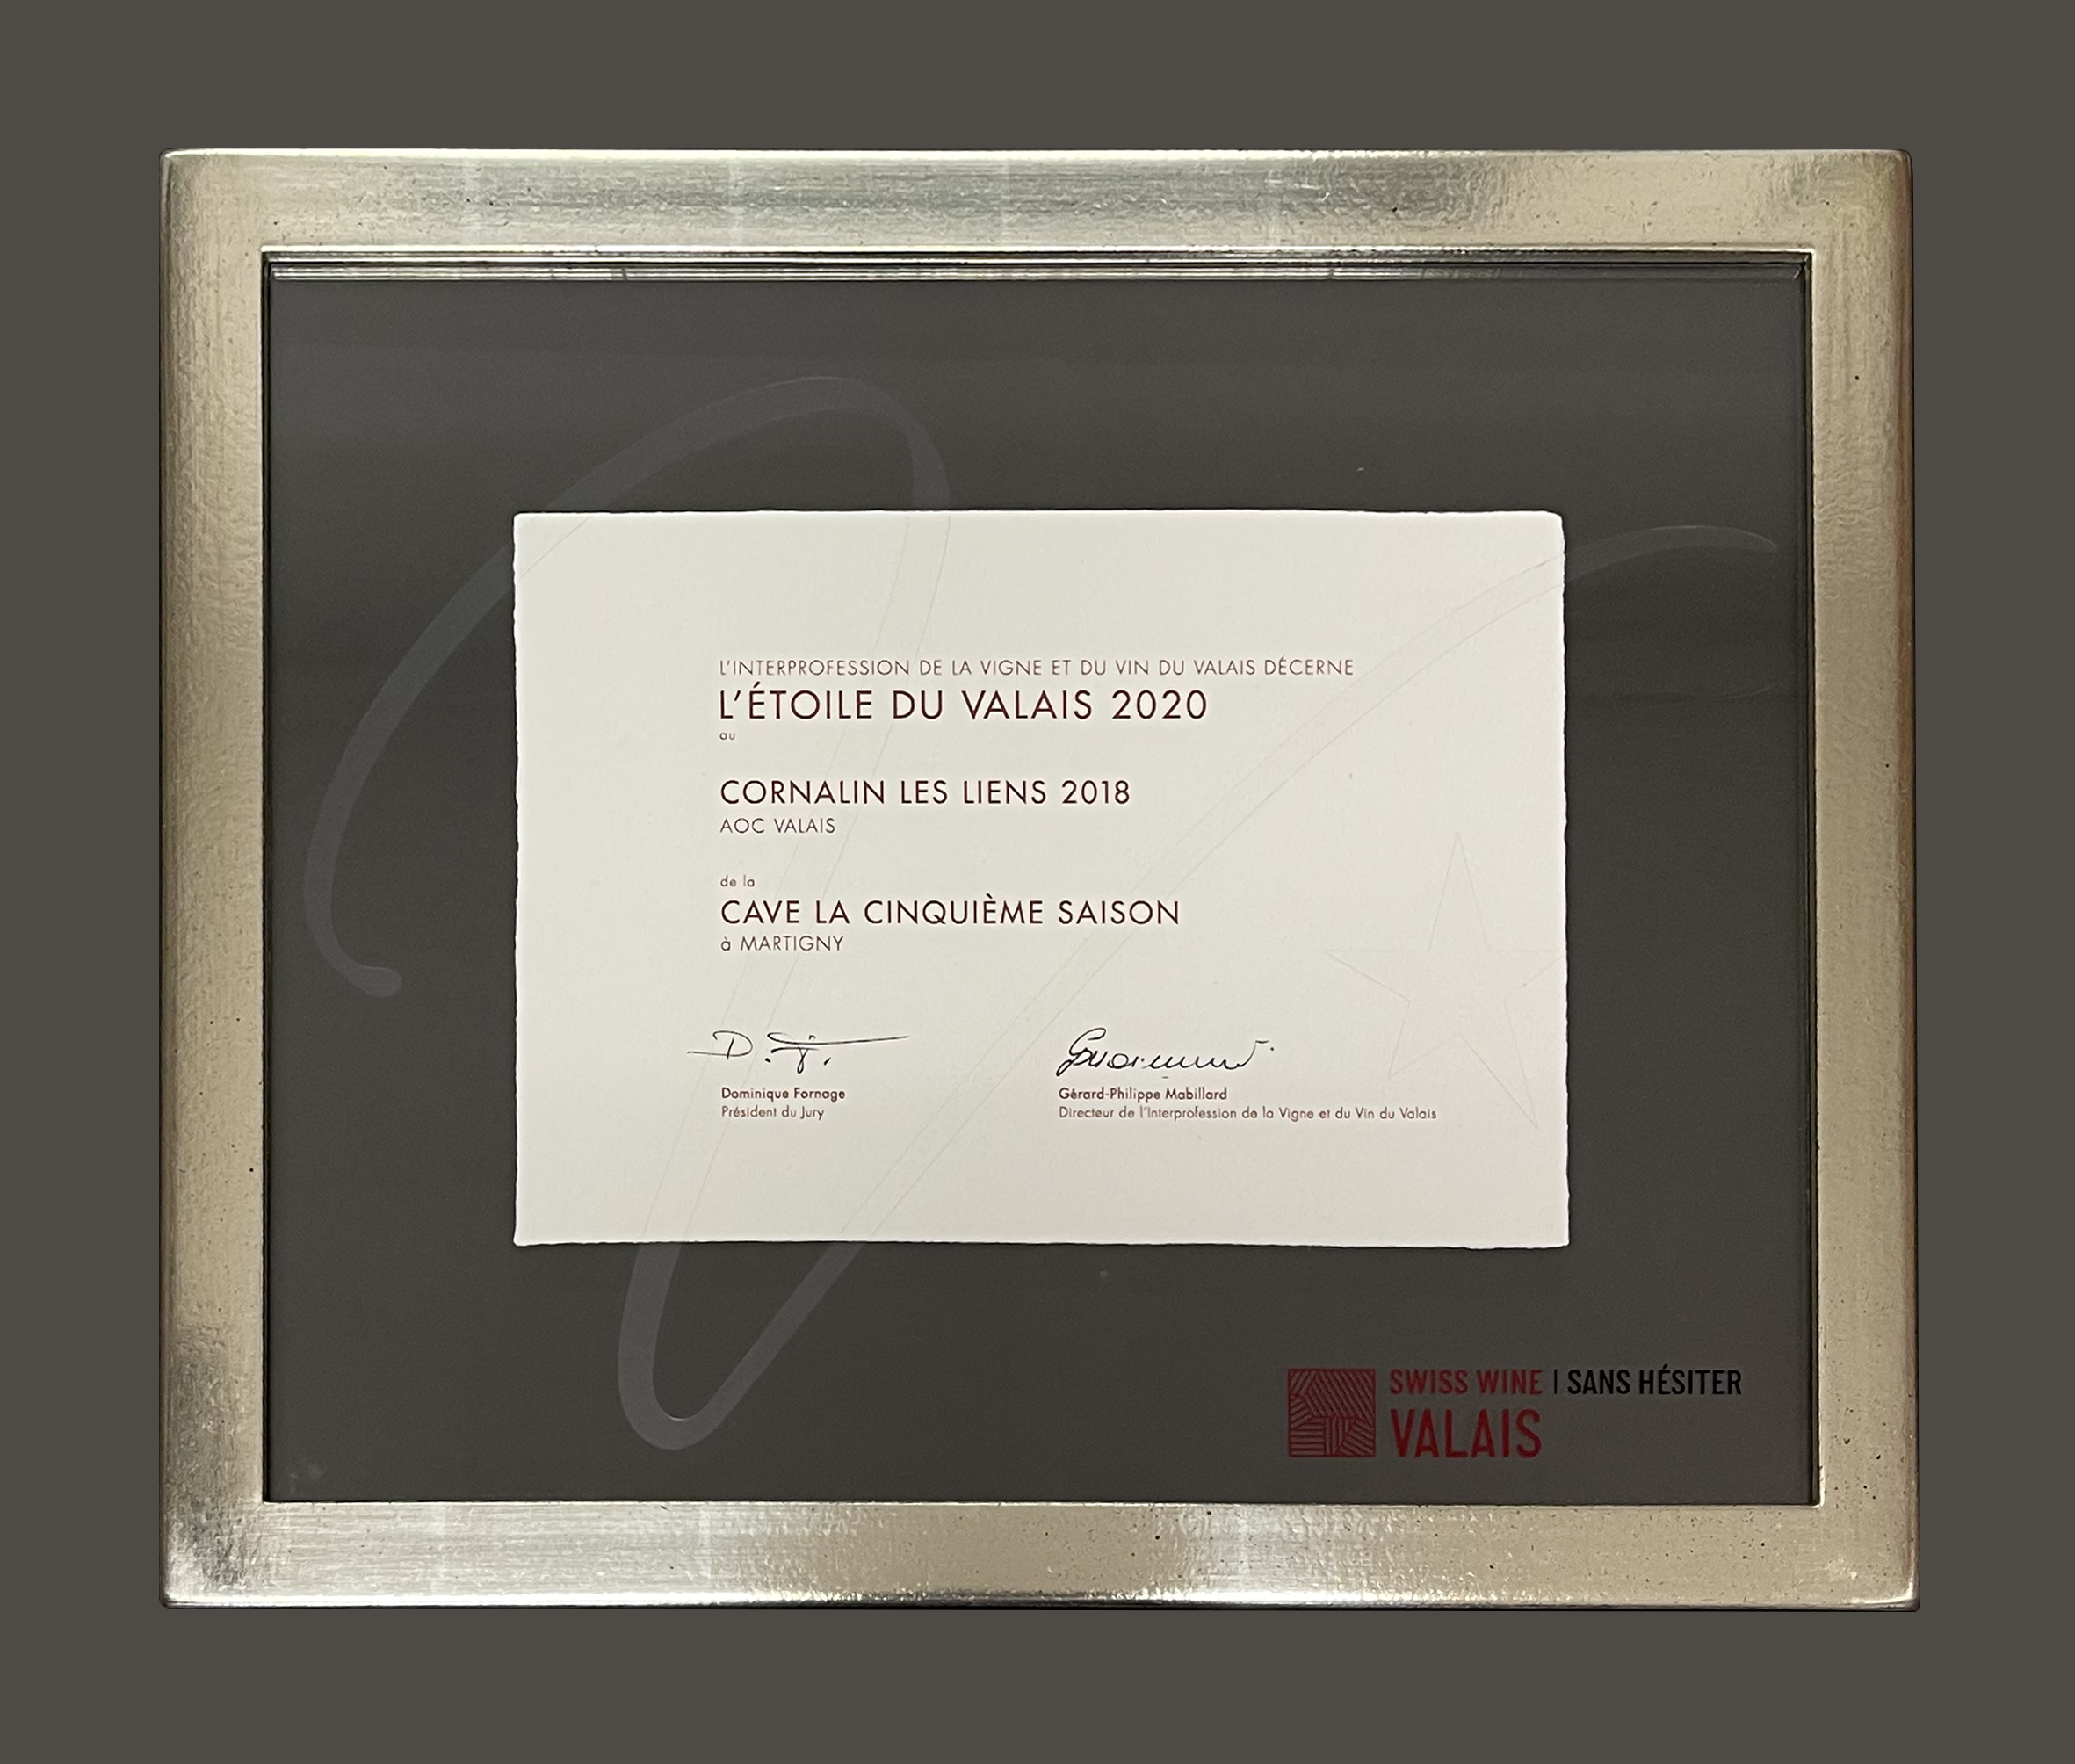 L'INTERPROFESSION DE LA VIGNE ET DU VIN DU VALAIS DÉCERNE
L'ÉTOILE DU VALAIS 2020
au
CORNALIN LES LIENS 2018
AOC VALAIS
de la
CAVE LA CINQUIÈME SAISON
à MARTIGNY
Dominique Fornage
Président du Jury
Gérard-Philippe Mabillard
Directeur de l'Interprofession de la Vigne et du Vin du Valais
SWISS WINE | SANS HÉSITER
VALAIS